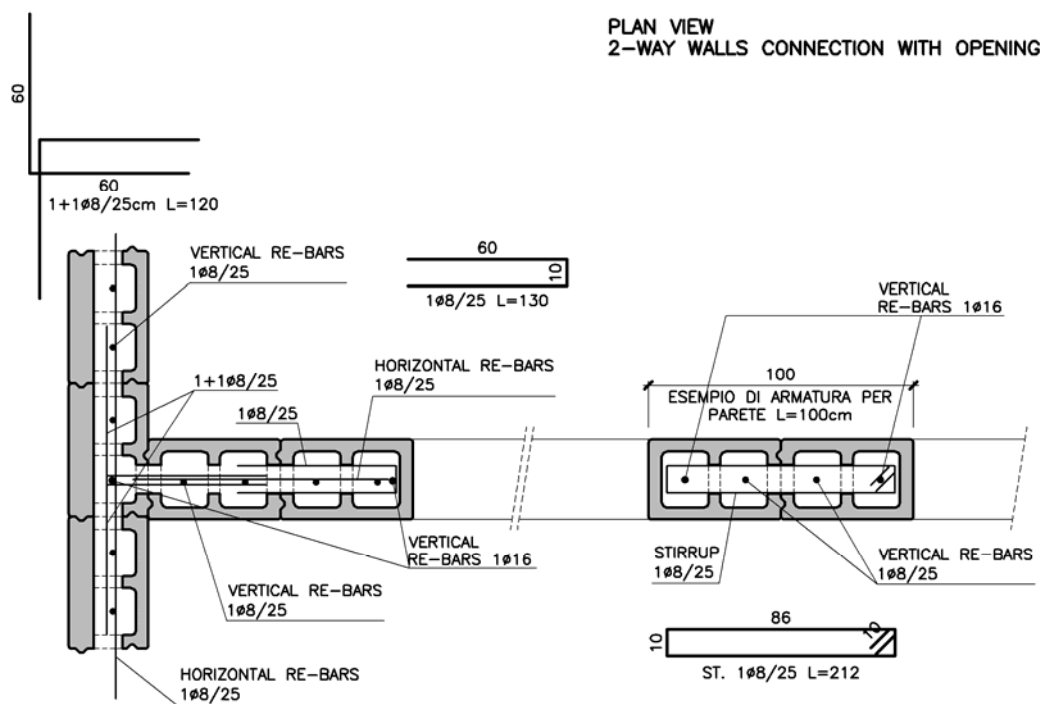 PLAN VIEW
2-WAY WALLS CONNECTION WITH OPENING
60
60
1+1ø8/25cm L=120
VERTICAL RE-BARS
1ø8/25
60
10
1ø8/25 L=130
VERTICAL
RE-BARS 1ø16
HORIZONTAL RE-BARS
1ø8/25
1+1ø8/25
1ø8/25
100
ESEMPIO DI ARMATURA PER
PARETE L=100cm
VERTICAL
RE-BARS 1ø16
STIRRUP
1ø8/25
VERTICAL RE-BARS
1ø8/25
VERTICAL RE-BARS
1ø8/25
86
10
10
ST. 1ø8/25 L=212
HORIZONTAL RE-BARS
1ø8/25